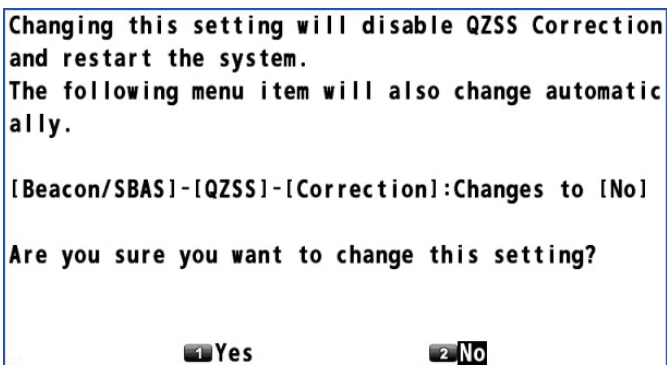 Changing this setting will disable QZSS Correction
and restart the system.
The following menu item will also change automatic
ally.
[Beacon/SBAS]-[QZSS]-[Correction]:Changes to [No]
Are you sure you want to change this setting?
1 Yes 2 No